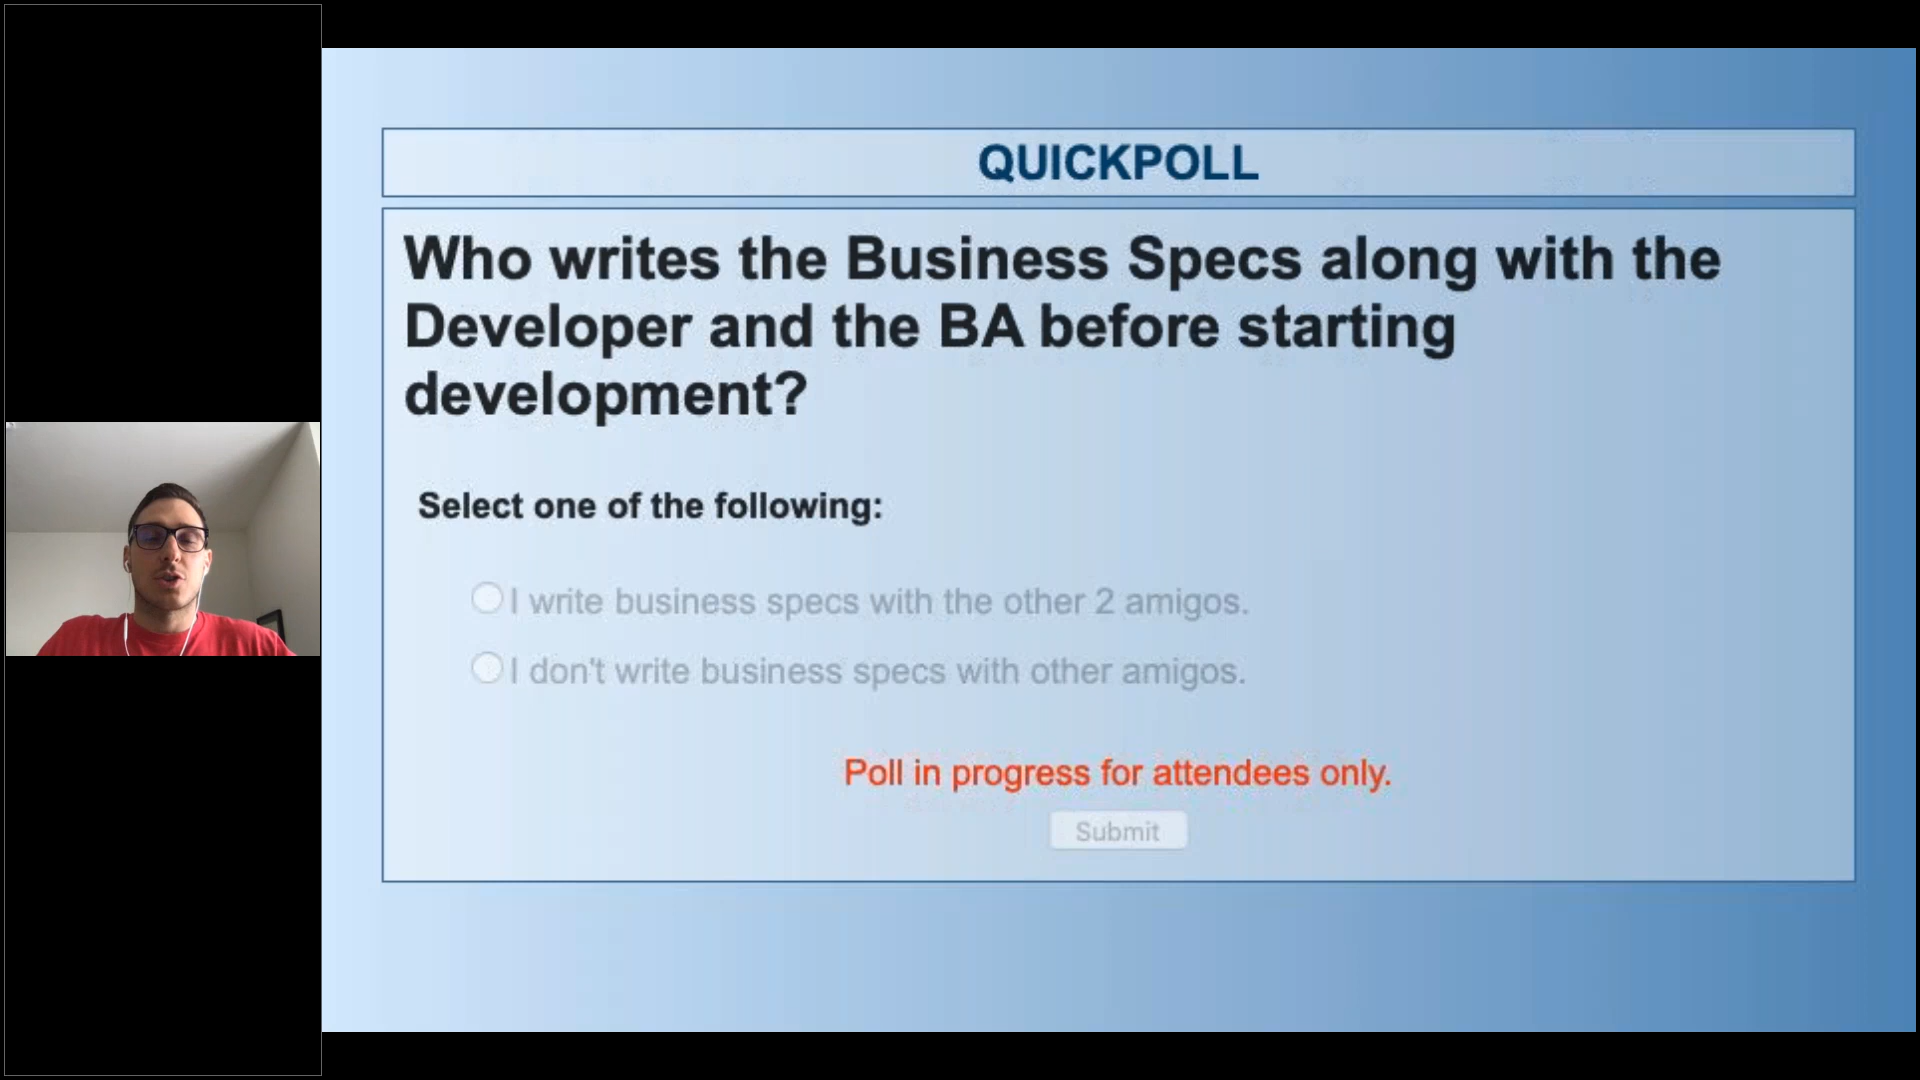 QUICKPOLL
Who writes the Business Specs along with the
Developer and the BA before starting
development?
Select one of the following:
I write business specs with the other 2 amigos.
I don't write business specs with other amigos.
Poll in progress for attendees only.
Submit